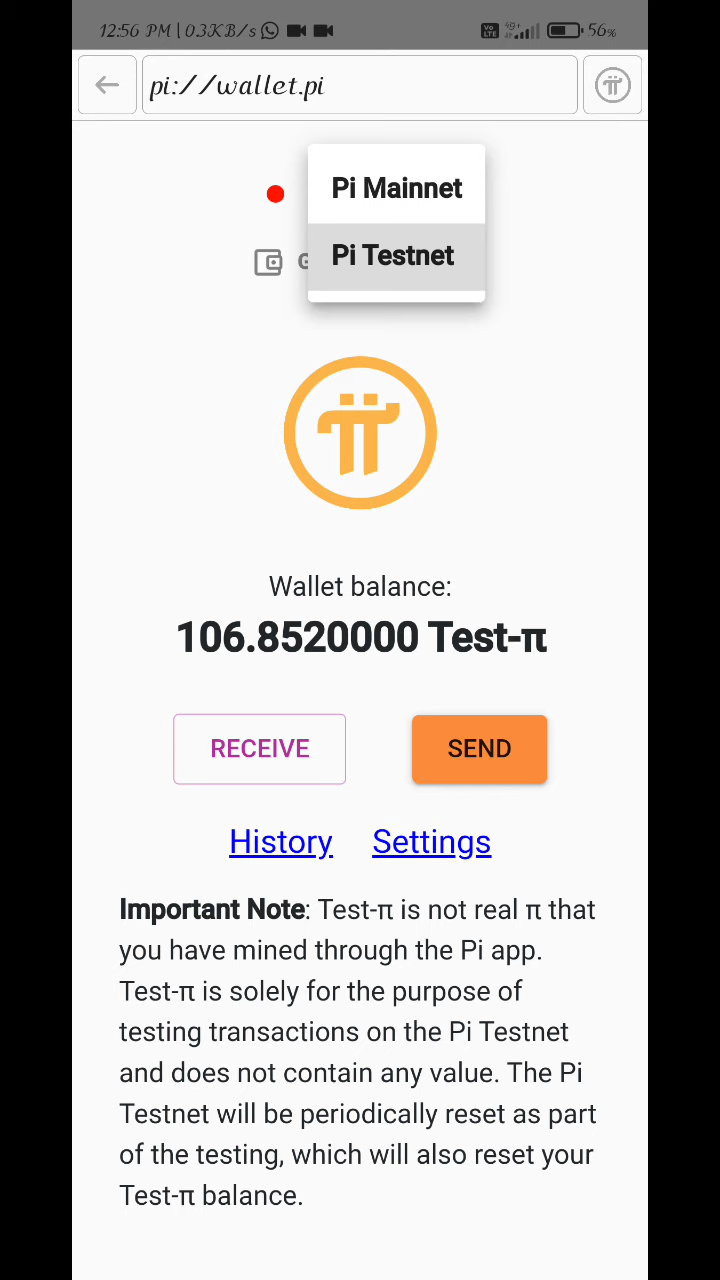 12:56 PM | 0.3KB/s
Vo LTE 4G+ 56%
pi://wallet.pi
Pi Mainnet
G
Pi Testnet
Wallet balance:
106.8520000 Test-π
RECEIVE
SEND
History Settings
Important Note: Test-π is not real π that
you have mined through the Pi app.
Test-π is solely for the purpose of
testing transactions on the Pi Testnet
and does not contain any value. The Pi
Testnet will be periodically reset as part
of the testing, which will also reset your
Test-π balance.